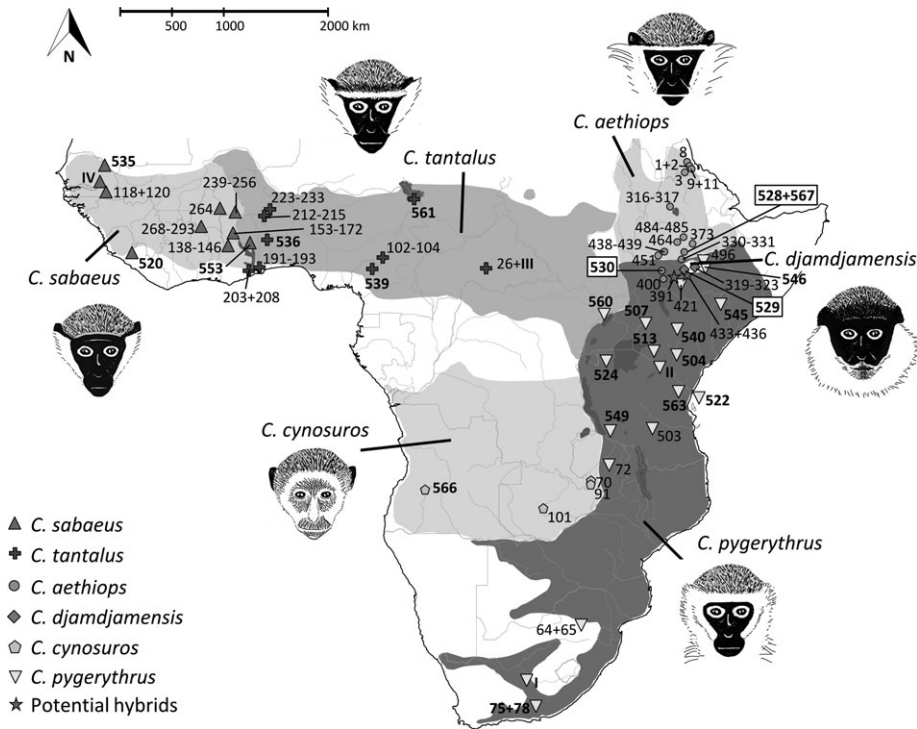 500 1000 2000 km
N
C. aethiops
C. tantalus
535
IV
118+120
239-256
264
268-293
138-146
553
520
C. sabaeus
223-233
212-215
153-172
536
191-193
203+208
561
102-104
539
26+III
8
1+2
3
9+11
316-317
528+567
484-485
373
438-439
464
330-331
451
496
C. djamdjamensis
530
546
319-323
400
391
421
529
560
507
545
433+436
513
540
504
524
II
563
522
549
503
C. cynosuros
72
566
70
91
101
C. pygerythrus
64+65
I
75+78
C. sabaeus
C. tantalus
C. aethiops
C. djamdjamensis
C. cynosuros
C. pygerythrus
Potential hybrids